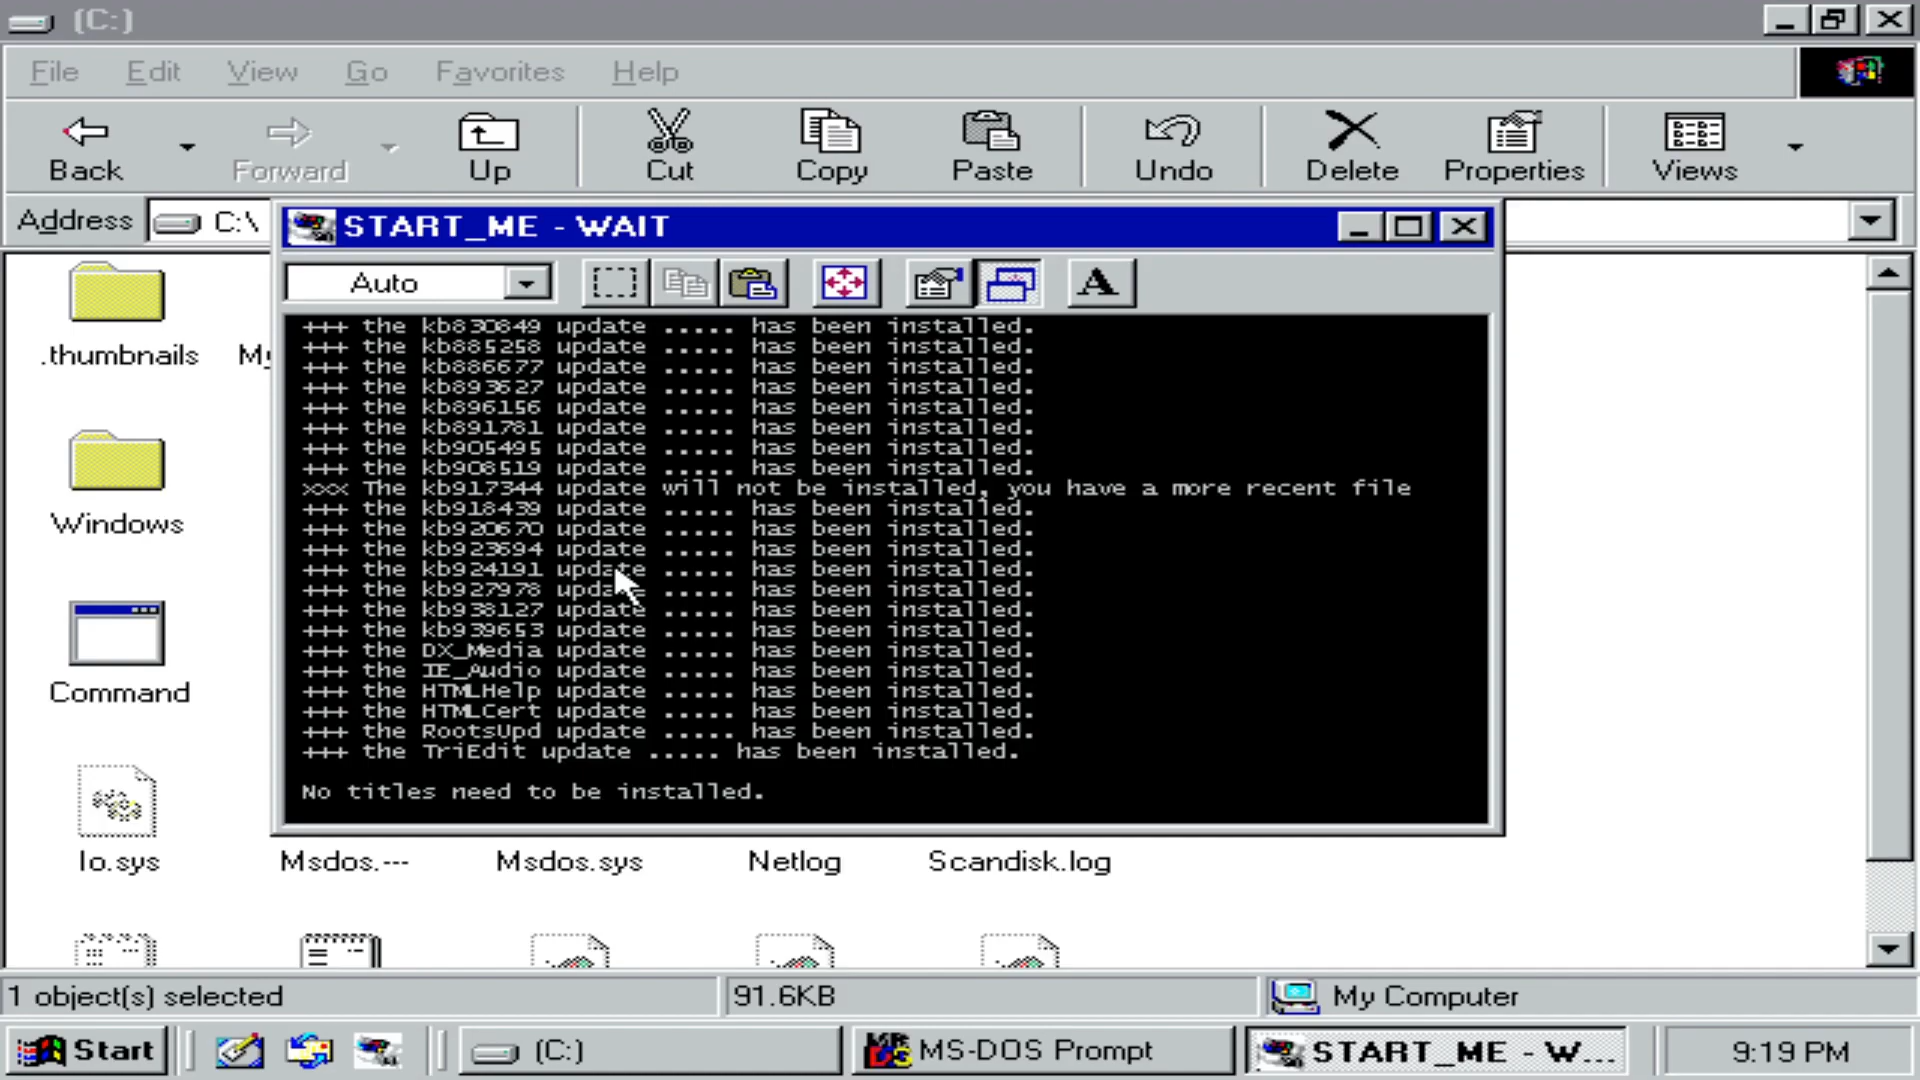 (C:)
File Edit View Go Favorites Help
Back Forward Up Cut Copy Paste Undo Delete Properties Views
Address C:\
START_ME - WAIT
Auto
A
+++ the kb830849 update ..... has been installed.
+++ the kb885258 update ..... has been installed.
+++ the kb886677 update ..... has been installed.
+++ the kb893627 update ..... has been installed.
+++ the kb896156 update ..... has been installed.
+++ the kb891781 update ..... has been installed.
+++ the kb905495 update ..... has been installed.
+++ the kb908519 update ..... has been installed.
xxx The kb917344 update will not be installed, you have a more recent file
+++ the kb918439 update ..... has been installed.
+++ the kb920670 update ..... has been installed.
+++ the kb923694 update ..... has been installed.
+++ the kb924191 update ..... has been installed.
+++ the kb927978 update ..... has been installed.
+++ the kb938127 update ..... has been installed.
+++ the kb939653 update ..... has been installed.
+++ the DX_Media update ..... has been installed.
+++ the IE_Audio update ..... has been installed.
+++ the HTMLHelp update ..... has been installed.
+++ the HTMLCert update ..... has been installed.
+++ the RootsUpd update ..... has been installed.
+++ the TriEdit update ..... has been installed.
No titles need to be installed.
.thumbnails My
Windows
Command
Io.sys Msdos.--- Msdos.sys Netlog Scandisk.log
1 object(s) selected 91.6KB My Computer
Start (C:) MS-DOS Prompt START_ME - W... 9:19 PM